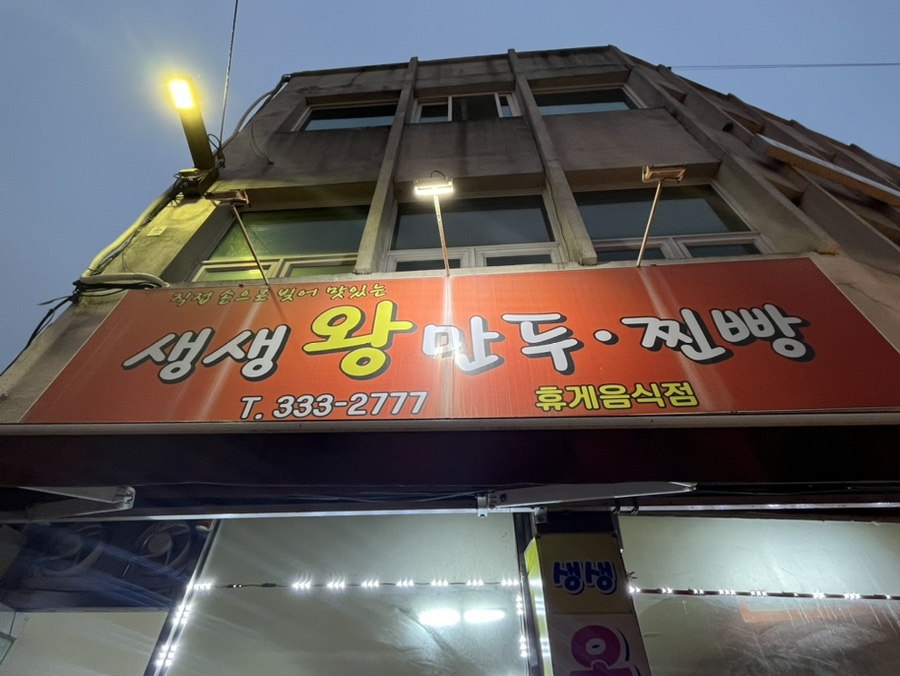 직접 손으로 빚어 맛있는
생생 왕 만두·찐빵
T. 333-2777
휴게음식점
생생